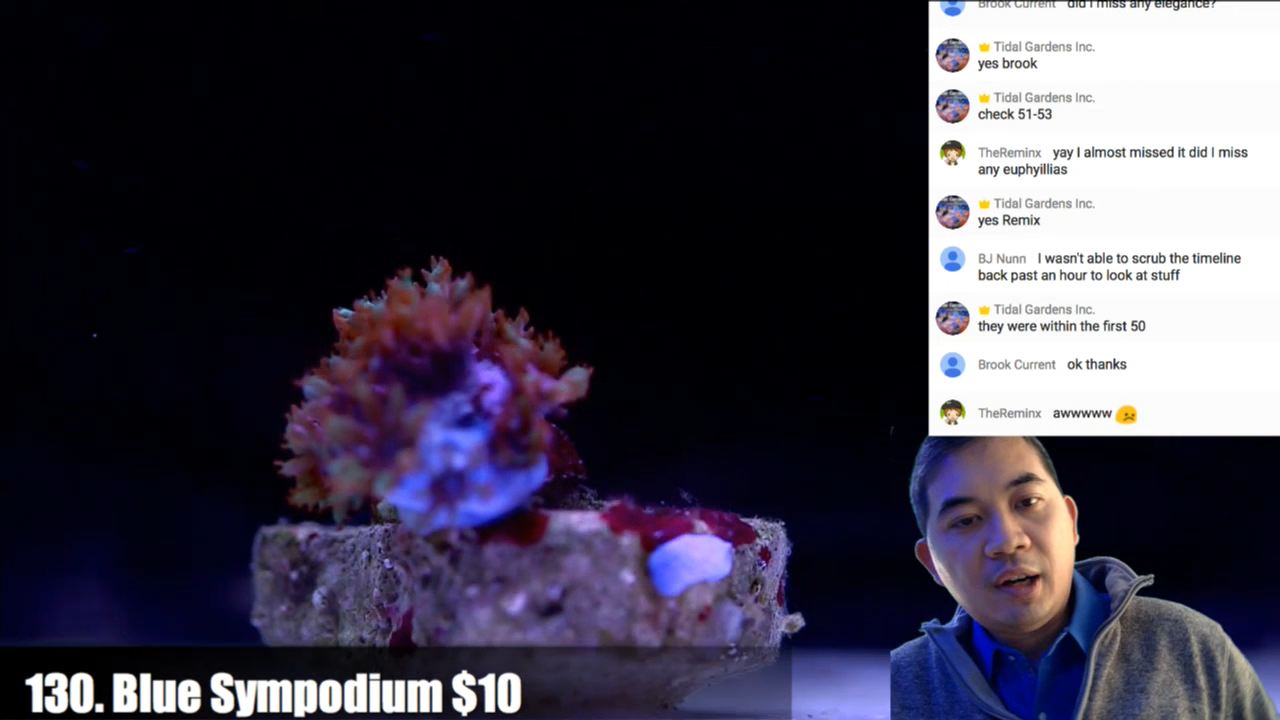 Brook Current did I miss any elegance?
Tidal Gardens Inc.
yes brook
Tidal Gardens Inc.
check 51-53
TheReminx yay I almost missed it did I miss
any euphyillias
Tidal Gardens Inc.
yes Remix
BJ Nunn I wasn't able to scrub the timeline
back past an hour to look at stuff
Tidal Gardens Inc.
they were within the first 50
Brook Current ok thanks
TheReminx awwwww
130. Blue Sympodium $10